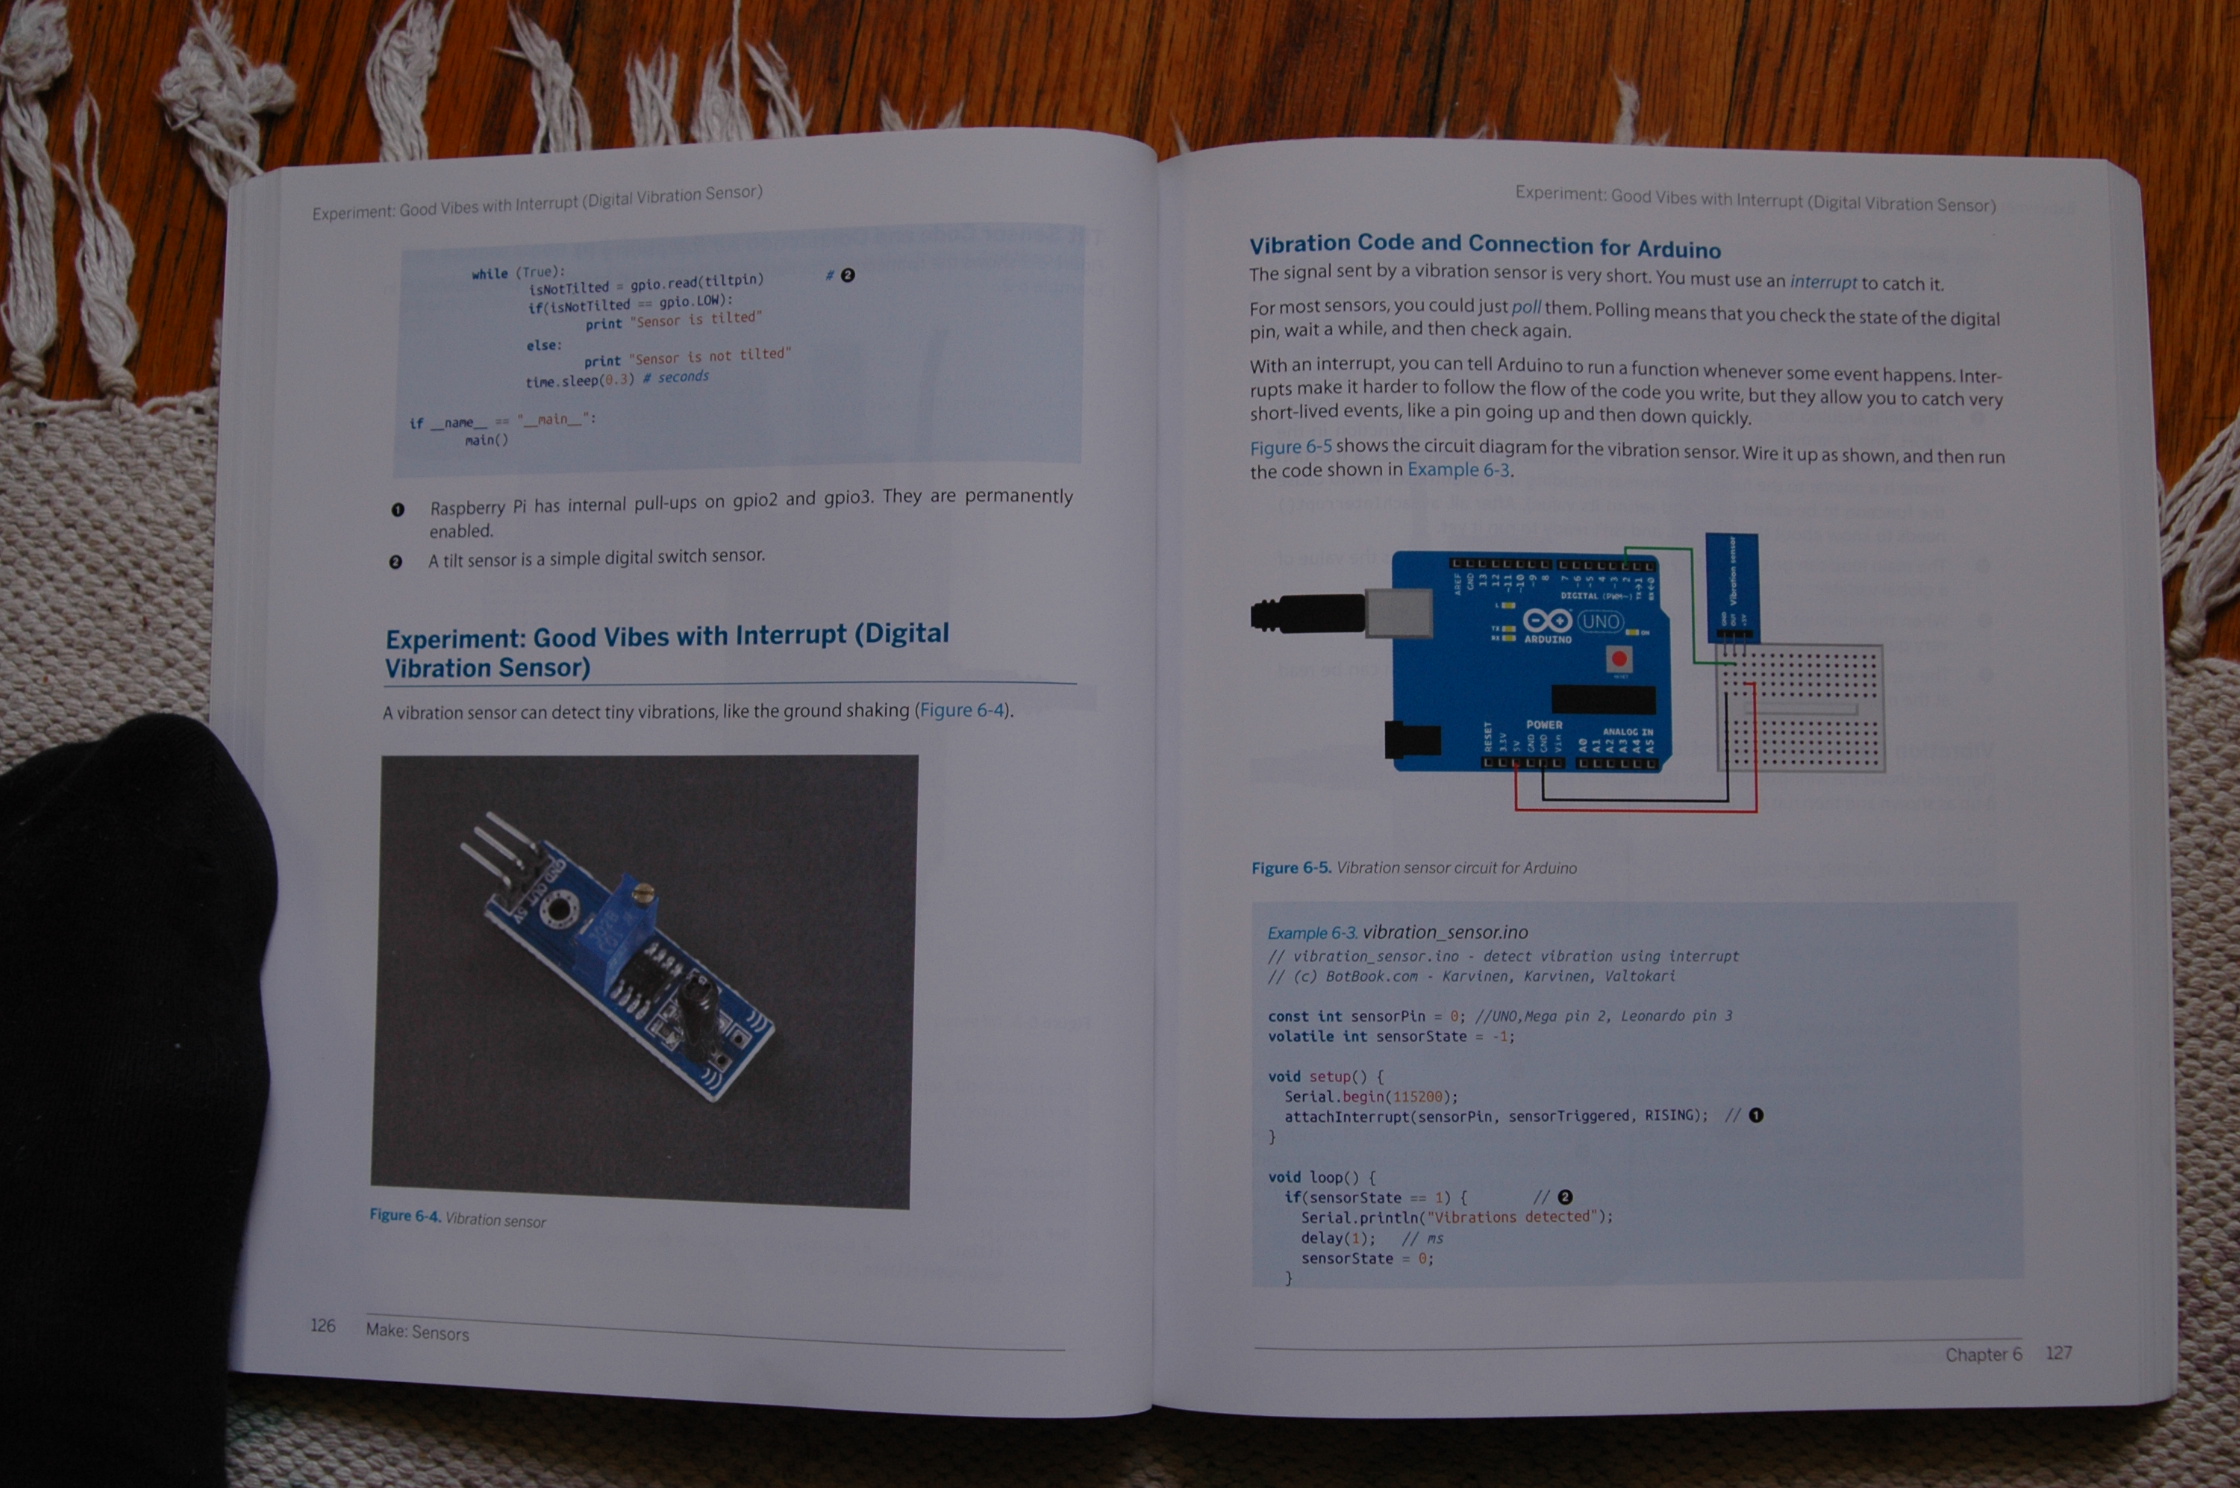 Experiment: Good Vibes with Interrupt (Digital Vibration Sensor)
while (True):
isNotTilted = gpio.read(tiltpin) # ❷
if(isNotTilted == gpio.LOW):
print "Sensor is tilted"
else:
print "Sensor is not tilted"
time.sleep(0.3) # seconds
if __name__ == "__main__":
main()
❶ Raspberry Pi has internal pull-ups on gpio2 and gpio3. They are permanently
enabled.
❷ A tilt sensor is a simple digital switch sensor.
Experiment: Good Vibes with Interrupt (Digital
Vibration Sensor)
A vibration sensor can detect tiny vibrations, like the ground shaking (Figure 6-4).
GND OUT 5V
Figure 6-4. Vibration sensor
126 Make: Sensors
Experiment: Good Vibes with Interrupt (Digital Vibration Sensor)
Vibration Code and Connection for Arduino
The signal sent by a vibration sensor is very short. You must use an interrupt to catch it.
For most sensors, you could just poll them. Polling means that you check the state of the digital
pin, wait a while, and then check again.
With an interrupt, you can tell Arduino to run a function whenever some event happens. Inter-
rupts make it harder to follow the flow of the code you write, but they allow you to catch very
short-lived events, like a pin going up and then down quickly.
Figure 6-5 shows the circuit diagram for the vibration sensor. Wire it up as shown, and then run
the code shown in Example 6-3.
Vibration sensor
GND OUT +5V
AREF GND 13 12 11 10 9 8 7 6 5 4 3 2
DIGITAL (PWM~)
L
TX
RX
ON
UNO
ARDUINO
RESET
POWER
ANALOG IN
RESET 3.3V 5V GND GND VIN A0 A1 A2 A3 A4 A5
Figure 6-5. Vibration sensor circuit for Arduino
Example 6-3. vibration_sensor.ino
// vibration_sensor.ino - detect vibration using interrupt
// (c) BotBook.com - Karvinen, Karvinen, Valtokari
const int sensorPin = 0; //UNO,Mega pin 2, Leonardo pin 3
volatile int sensorState = -1;
void setup() {
Serial.begin(115200);
attachInterrupt(sensorPin, sensorTriggered, RISING); // ❶
}
void loop() {
if(sensorState == 1) { // ❷
Serial.println("Vibrations detected");
delay(1); // ms
sensorState = 0;
}
Chapter 6 127